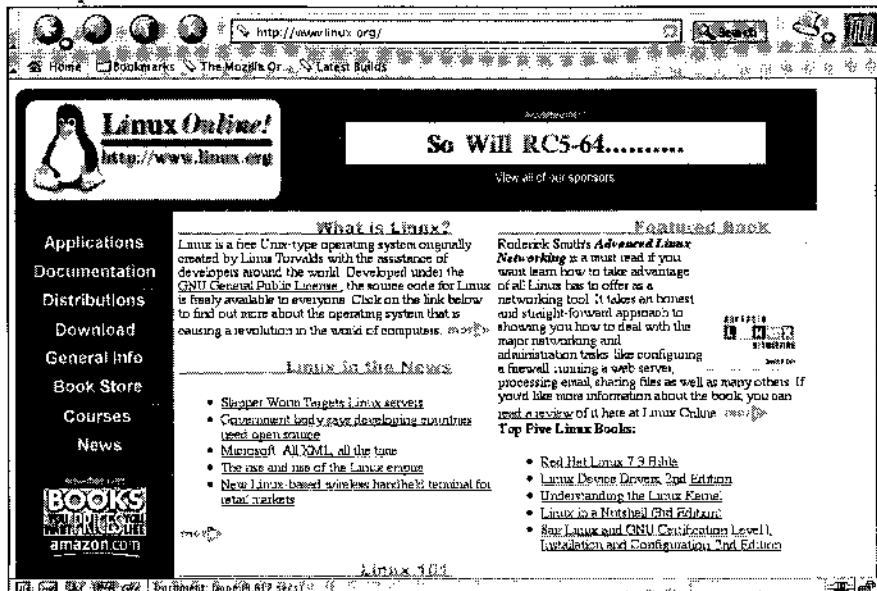 http://www.linux.org/
Search
Home Bookmarks The Mozilla Or... Latest Builds
Linux Online!
http://www.linux.org
So Will RC5-64..........
View all of our sponsors
Applications
Documentation
Distributions
Download
General Info
Book Store
Courses
News
BOOKS
amazon.com
What is Linux?
Linux is a free Unix-type operating system originally
created by Linus Torvalds with the assistance of
developers around the world. Developed under the
GNU General Public License, the source code for Linux
is freely available to everyone. Click on the link below
to find out more about the operating system that is
causing a revolution in the world of computers. more
Linux in the News
Slapper Worm Targets Linux servers
Government body says developing countries
need open source
Microsoft: All XML, all the time
The rise and rise of the Linux empire
New Linux-based wireless handheld terminal for
retail markets
more
Linux 101
Featured Book
Roderick Smith's Advanced Linux
Networking is a must read if you
want learn how to take advantage
of all Linux has to offer as a
networking tool. It takes an honest
and straight-forward approach to
showing you how to deal with the
major networking and
administration tasks like configuring
a firewall, running a web server,
processing email, sharing files as well as many others. If
you'd like more information about the book, you can
read a review of it here at Linux Online. more
Top Five Linux Books:
Red Hat Linux 7.3 Bible
Linux Device Drivers, 2nd Edition
Understanding the Linux Kernel
Linux in a Nutshell (3rd Edition)
Sair Linux and GNU Certification Level 1,
Installation and Configuration, 2nd Edition